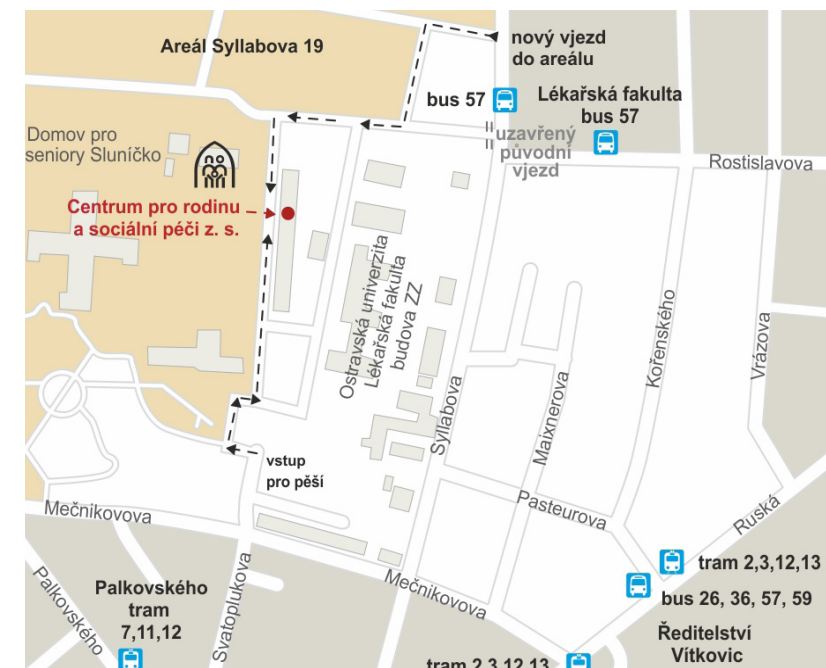 Areál Syllabova 19
nový vjezd
do areálu
bus 57
Lékařská fakulta
bus 57
uzavřený
původní
vjezd
Rostislavova
Domov pro
seniory Sluníčko
Centrum pro rodinu
a sociální péči z. s.
Ostravská univerzita
Lékařská fakulta
budova ZZ
Syllabova
Maixnerova
Kořenského
Vrázova
vstup
pro pěší
Mečnikovova
Pasteurova
Ruská
Palkovského
Palkovského
tram
7,11,12
Svatoplukova
Mečnikovova
tram 2,3,12,13
bus 26, 36, 57, 59
Ředitelství
Vítkovic
tram 2,3,12,13